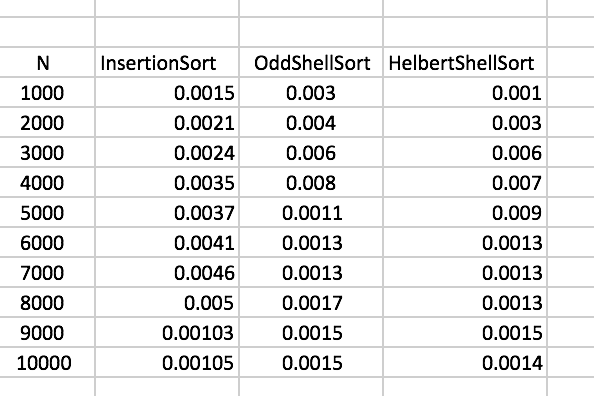 N InsertionSort OddShellSort HelbertShellSort
1000 0.0015 0.003 0.001
2000 0.0021 0.004 0.003
3000 0.0024 0.006 0.006
4000 0.0035 0.008 0.007
5000 0.0037 0.0011 0.009
6000 0.0041 0.0013 0.0013
7000 0.0046 0.0013 0.0013
8000 0.005 0.0017 0.0013
9000 0.00103 0.0015 0.0015
10000 0.00105 0.0015 0.0014